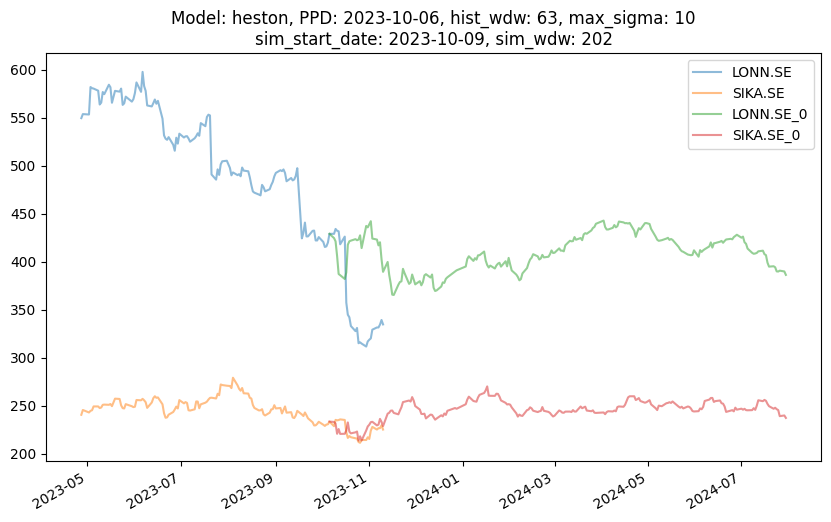 Model: heston, PPD: 2023-10-06, hist_wdw: 63, max_sigma: 10
sim_start_date: 2023-10-09, sim_wdw: 202
LONN.SE
SIKA.SE
LONN.SE_0
SIKA.SE_0
600
550
500
450
400
350
300
250
200
2023-05
2023-07
2023-09
2023-11
2024-01
2024-03
2024-05
2024-07